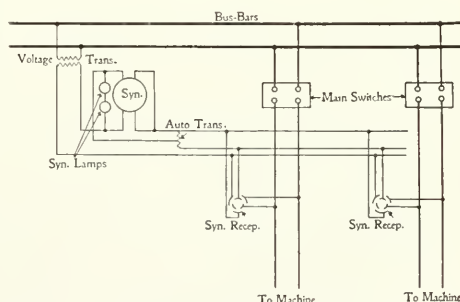 Bus-Bars
Voltage Trans.
Syn.
Main Switches
Auto Trans.
Syn. Lamps
Syn. Recep.
Syn. Recep.
To Machine
To Machine